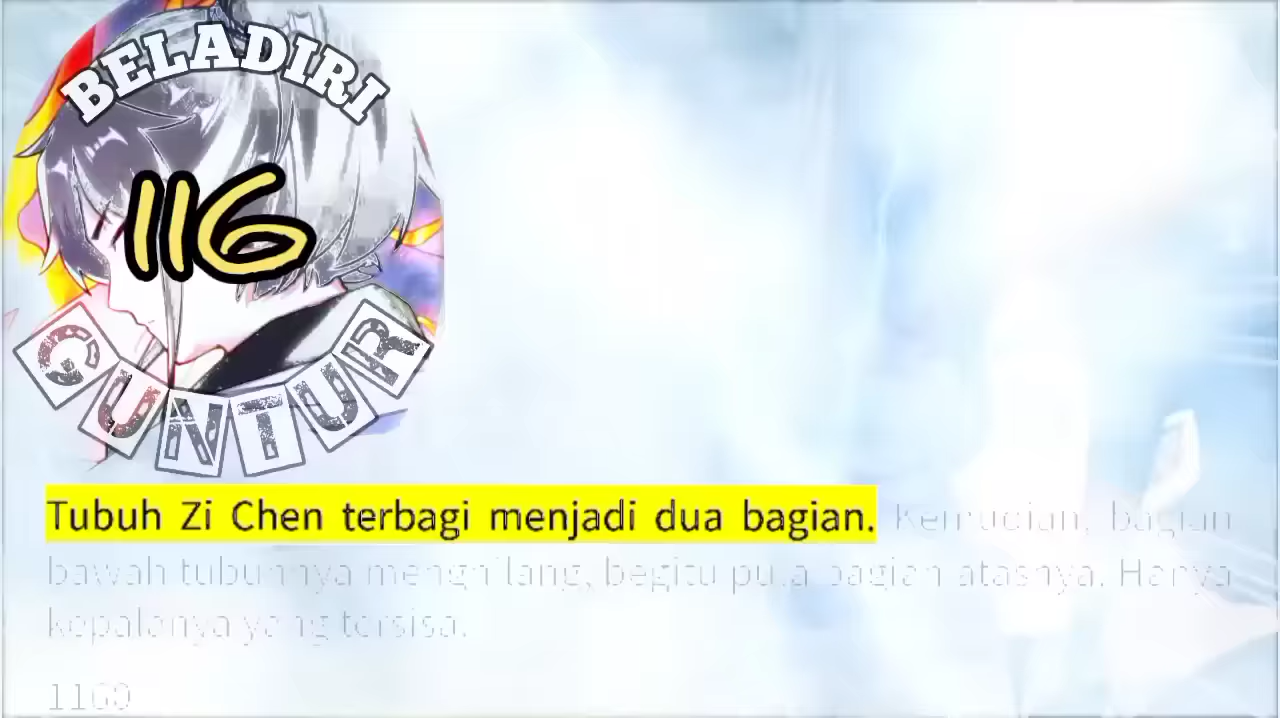 BELADIRI
116
GUNTUR
Tubuh Zi Chen terbagi menjadi dua bagian. Kemudian, bagian
bawah tubuhnya menghilang, begitu pula bagian atasnya. Hanya
kepalanya yang tersisa.
1160